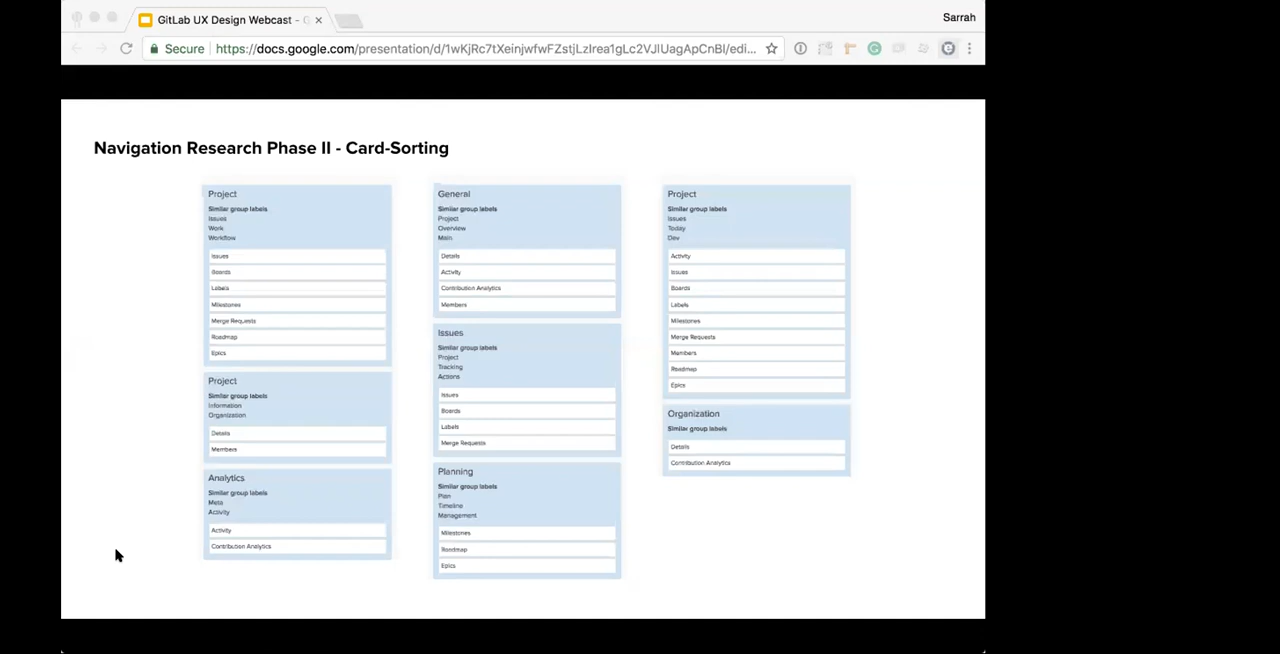 GitLab UX Design Webcast - G
Sarrah
Secure
https://docs.google.com/presentation/d/1wKjRc7tXeinjwfwFZstjLzIrea1gLc2VJlUagApCnBI/edi...
Navigation Research Phase II - Card-Sorting
Project
Similar group labels
Issues
Work
Workflow
Issues
Boards
Labels
Milestones
Merge Requests
Roadmap
Epics
Project
Similar group labels
Information
Organization
Details
Members
Analytics
Similar group labels
Meta
Activity
Activity
Contribution Analytics
General
Similar group labels
Project
Overview
Main
Details
Activity
Contribution Analytics
Members
Issues
Similar group labels
Project
Tracking
Actions
Issues
Boards
Labels
Merge Requests
Planning
Similar group labels
Plan
Timeline
Management
Milestones
Roadmap
Epics
Project
Similar group labels
Issues
Today
Dev
Activity
Issues
Boards
Labels
Milestones
Merge Requests
Members
Roadmap
Epics
Organization
Similar group labels
Details
Contribution Analytics